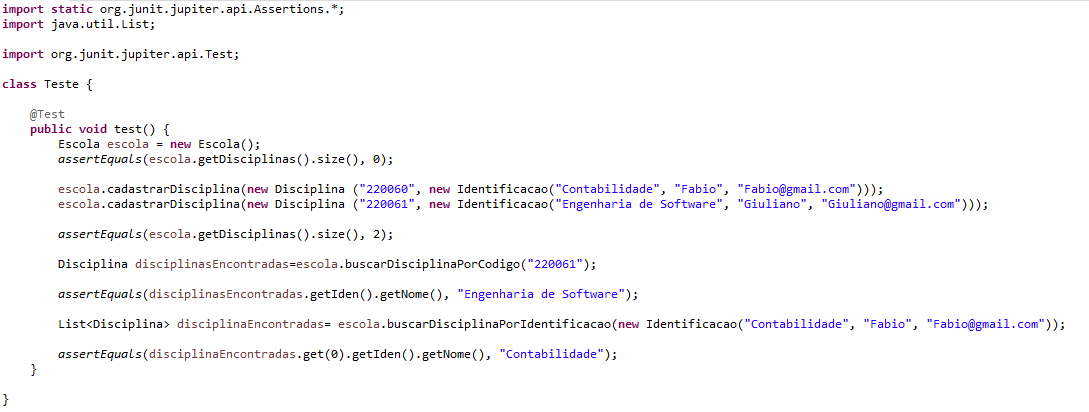 import static org.junit.jupiter.api.Assertions.*;
import java.util.List;
import org.junit.jupiter.api.Test;
class Teste {
@Test
public void test() {
Escola escola = new Escola();
assertEquals(escola.getDisciplinas().size(), 0);
escola.cadastrarDisciplina(new Disciplina ("220060", new Identificacao("Contabilidade", "Fabio", "Fabio@gmail.com")));
escola.cadastrarDisciplina(new Disciplina ("220061", new Identificacao("Engenharia de Software", "Giuliano", "Giuliano@gmail.com")));
assertEquals(escola.getDisciplinas().size(), 2);
Disciplina disciplinasEncontradas=escola.buscarDisciplinaPorCodigo("220061");
assertEquals(disciplinasEncontradas.getIden().getNome(), "Engenharia de Software");
List<Disciplina> disciplinaEncontradas= escola.buscarDisciplinaPorIdentificacao(new Identificacao("Contabilidade", "Fabio", "Fabio@gmail.com"));
assertEquals(disciplinaEncontradas.get(0).getIden().getNome(), "Contabilidade");
}
}